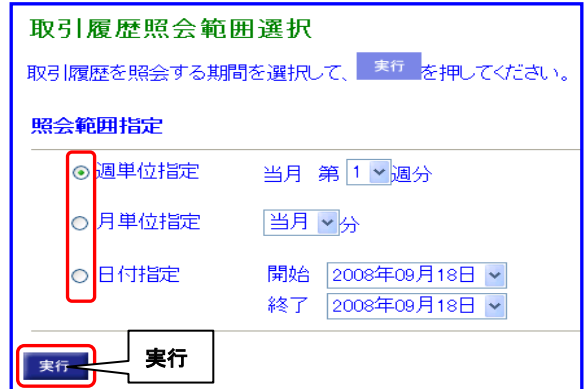 取引履歴照会範囲選択
取引履歴を照会する期間を選択して、 実行 を押してください。
照会範囲指定
週単位指定 当月 第 1 週分
月単位指定 当月 分
日付指定 開始 2008年09月18日
終了 2008年09月18日
実行 実行